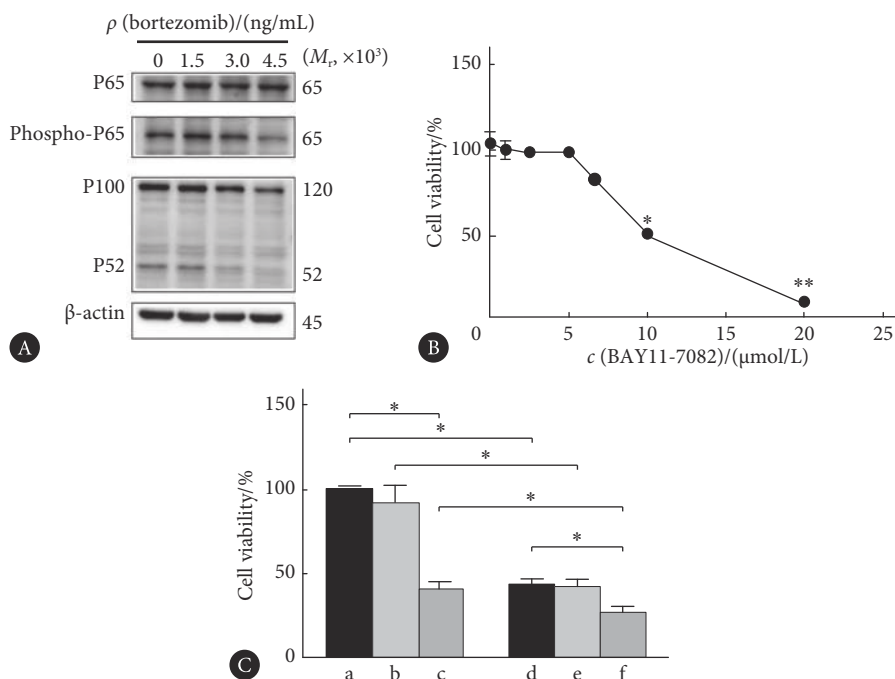 ρ (bortezomib)/(ng/mL)
0 1.5 3.0 4.5 (Mr, ×10³)
P65 65
Phospho-P65 65
P100 120
P52 52
β-actin 45
A
150
100
50
0 5 10 15 20 25
Cell viability/%
*
**
c (BAY11-7082)/(μmol/L)
B
150
100
50
0
Cell viability/%
*
*
*
*
*
a b c d e f
C